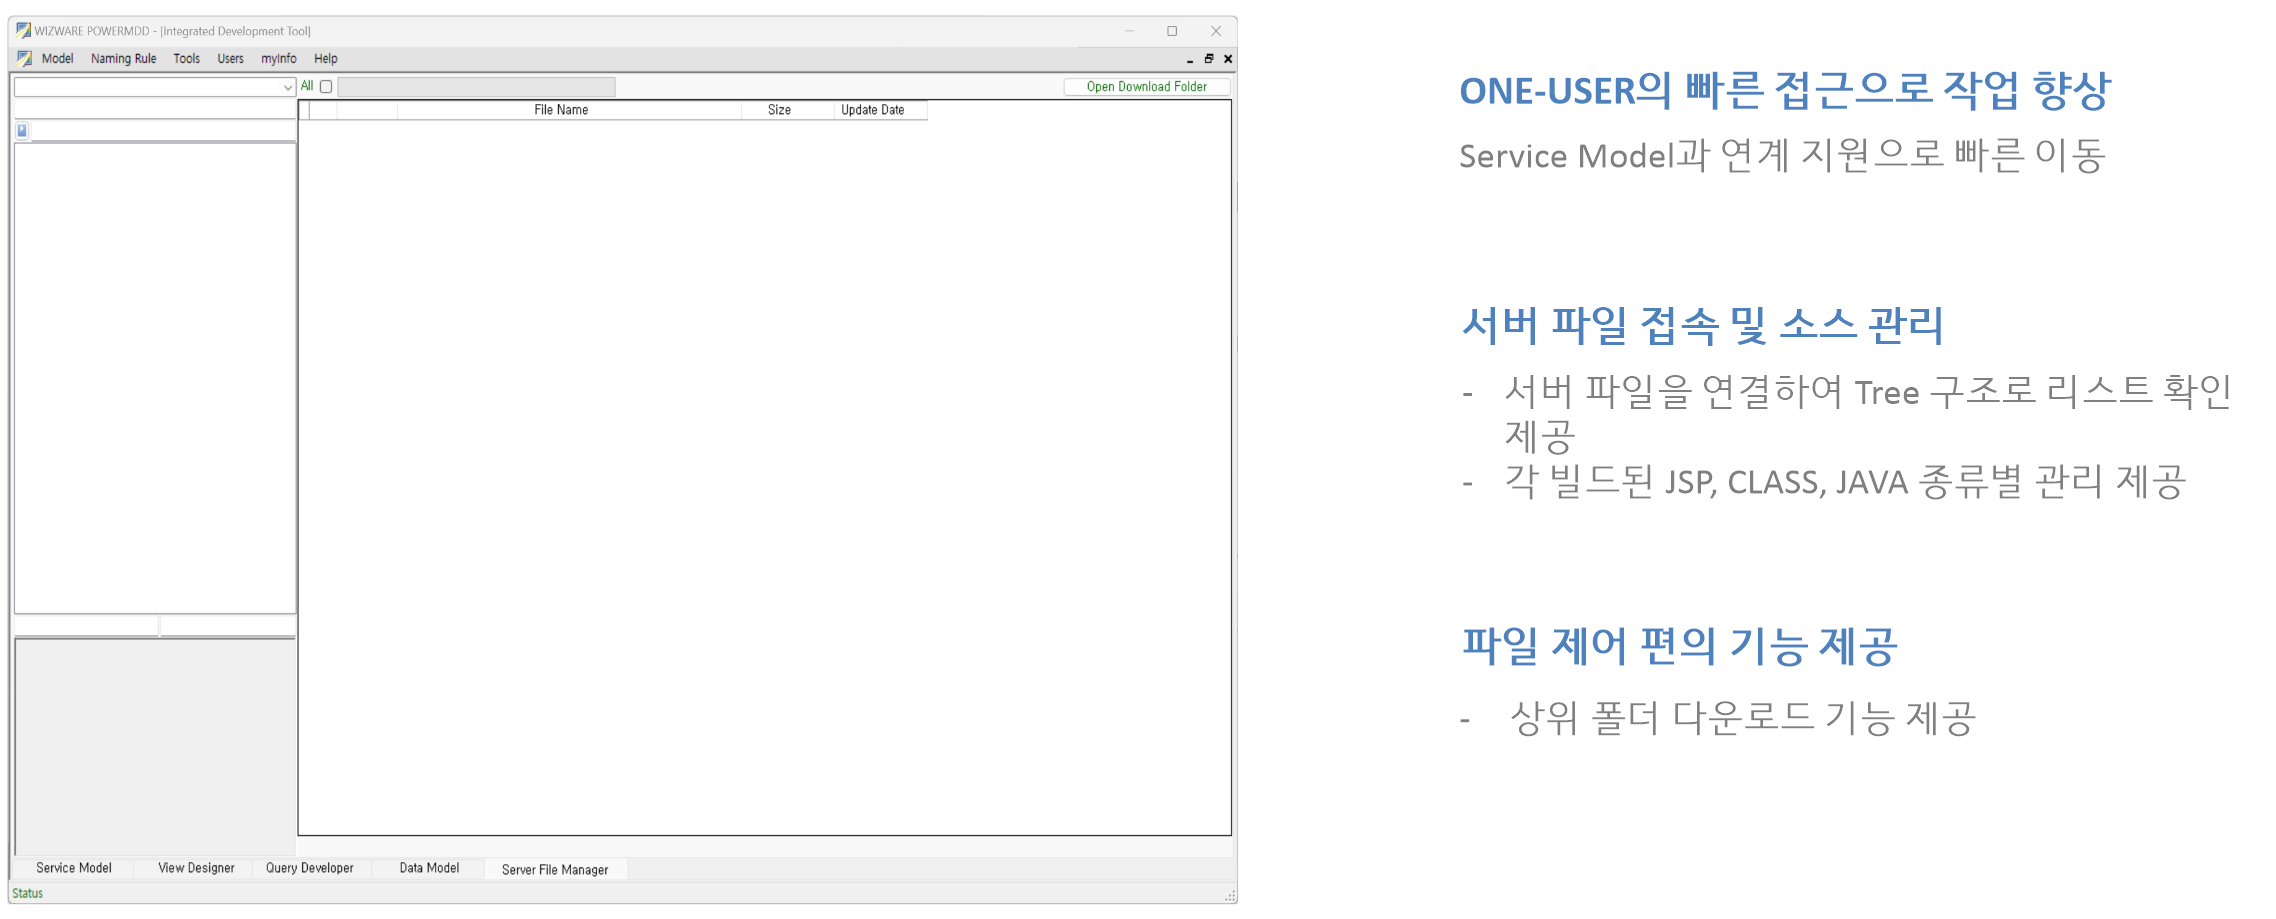 WIZWARE POWERMDD - [Integrated Development Tool]
Model Naming Rule Tools Users myInfo Help
All Open Download Folder
File Name Size Update Date
Service Model View Designer Query Developer Data Model Server File Manager
Status
ONE-USER의 빠른 접근으로 작업 향상
Service Model과 연계 지원으로 빠른 이동
서버 파일 접속 및 소스 관리
- 서버 파일을 연결하여 Tree 구조로 리스트 확인
제공
- 각 빌드된 JSP, CLASS, JAVA 종류별 관리 제공
파일 제어 편의 기능 제공
- 상위 폴더 다운로드 기능 제공